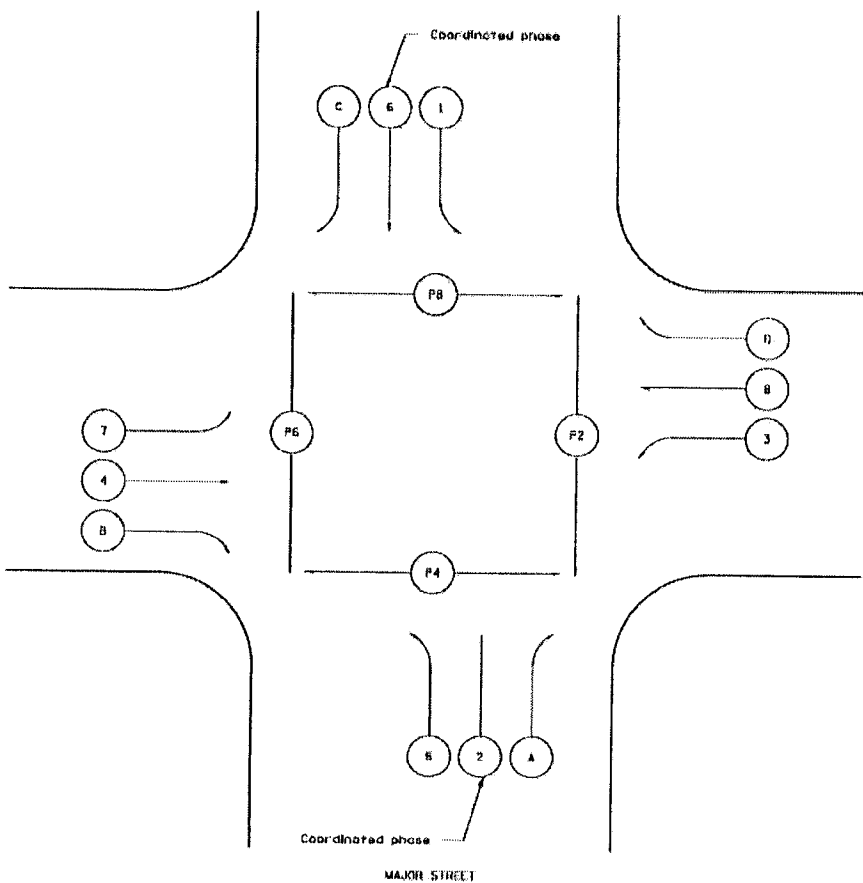 Coordinated phase
C 6 1
P8
D
8
7
P6
P2
3
4
B
P4
5 2 A
Coordinated phase
MAJOR STREET